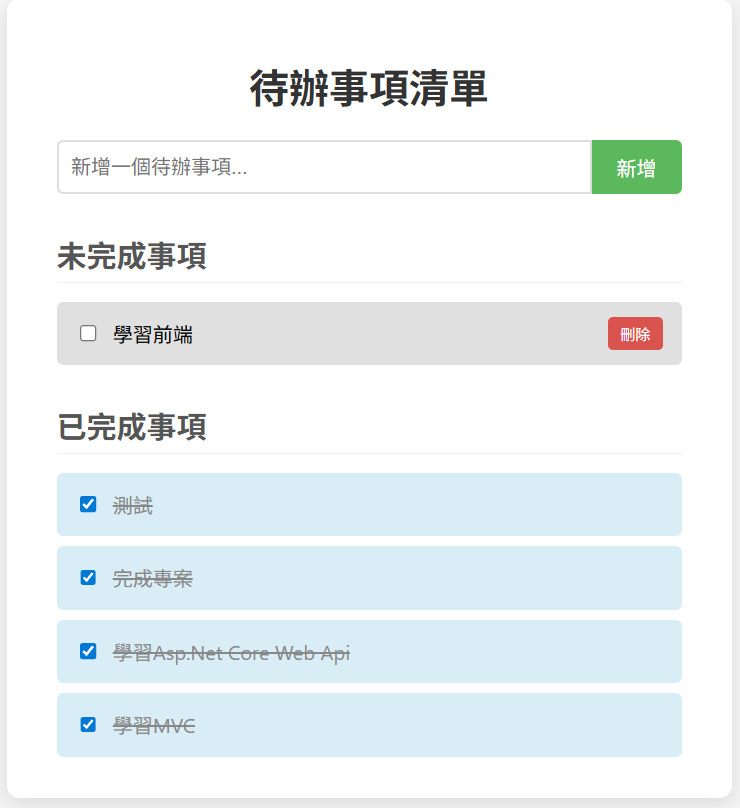 待辦事項清單
新增一個待辦事項...
新增
未完成事項
學習前端
刪除
已完成事項
測試
完成專案
學習Asp.Net Core Web Api
學習MVC